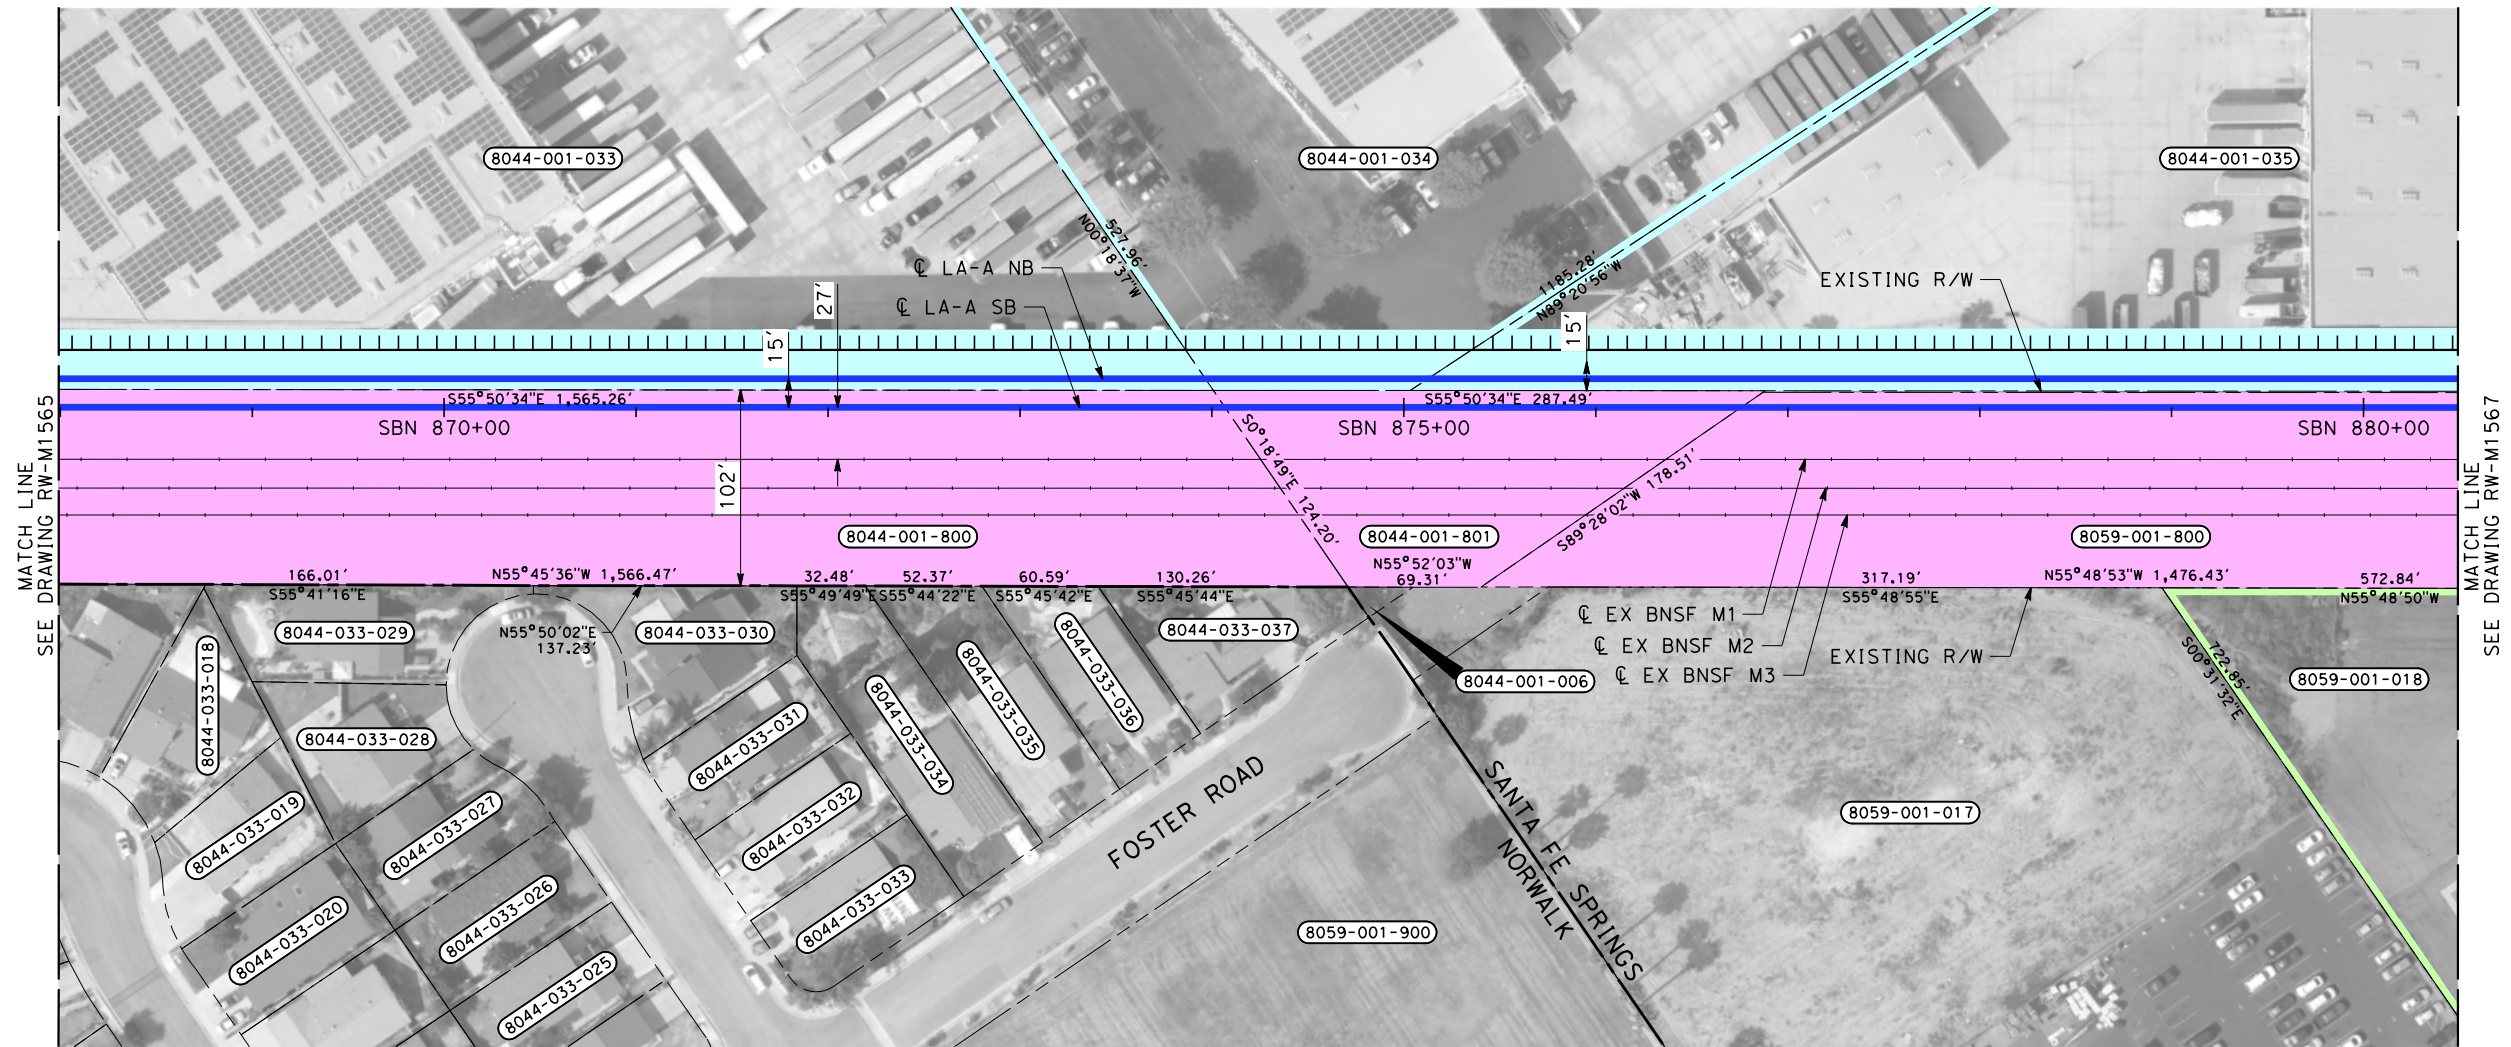 8044-001-033
8044-001-034
8044-001-035
527.96'
N00°18'37"W
1185.28'
N89°20'56"W
℄ LA-A NB
℄ LA-A SB
EXISTING R/W
27'
15'
15'
S55°50'34"E 1,565.26'
S55°50'34"E 287.49'
SBN 870+00
SBN 875+00
SBN 880+00
MATCH LINE
SEE DRAWING RW-M1565
MATCH LINE
SEE DRAWING RW-M1567
102'
S0°18'49"E 124.20'
S89°28'02"W 178.51'
8044-001-800
8044-001-801
8059-001-800
166.01'
S55°41'16"E
N55°45'36"W 1,566.47'
32.48'
S55°49'49"E
52.37'
S55°44'22"E
60.59'
S55°45'42"E
130.26'
S55°45'44"E
N55°52'03"W
69.31'
317.19'
S55°48'55"E
N55°48'53"W 1,476.43'
572.84'
N55°48'50"W
N55°50'02"E
137.23'
℄ EX BNSF M1
℄ EX BNSF M2
℄ EX BNSF M3
EXISTING R/W
722.85'
S00°31'32"E
8044-033-018
8044-033-029
8044-033-030
8044-033-037
8044-033-036
8044-033-035
8044-033-034
8044-001-006
8059-001-018
8044-033-028
8044-033-031
8044-033-019
8044-033-027
8044-033-032
8059-001-017
FOSTER ROAD
SANTA FE SPRINGS
NORWALK
8044-033-020
8044-033-026
8044-033-033
8059-001-900
8044-033-025